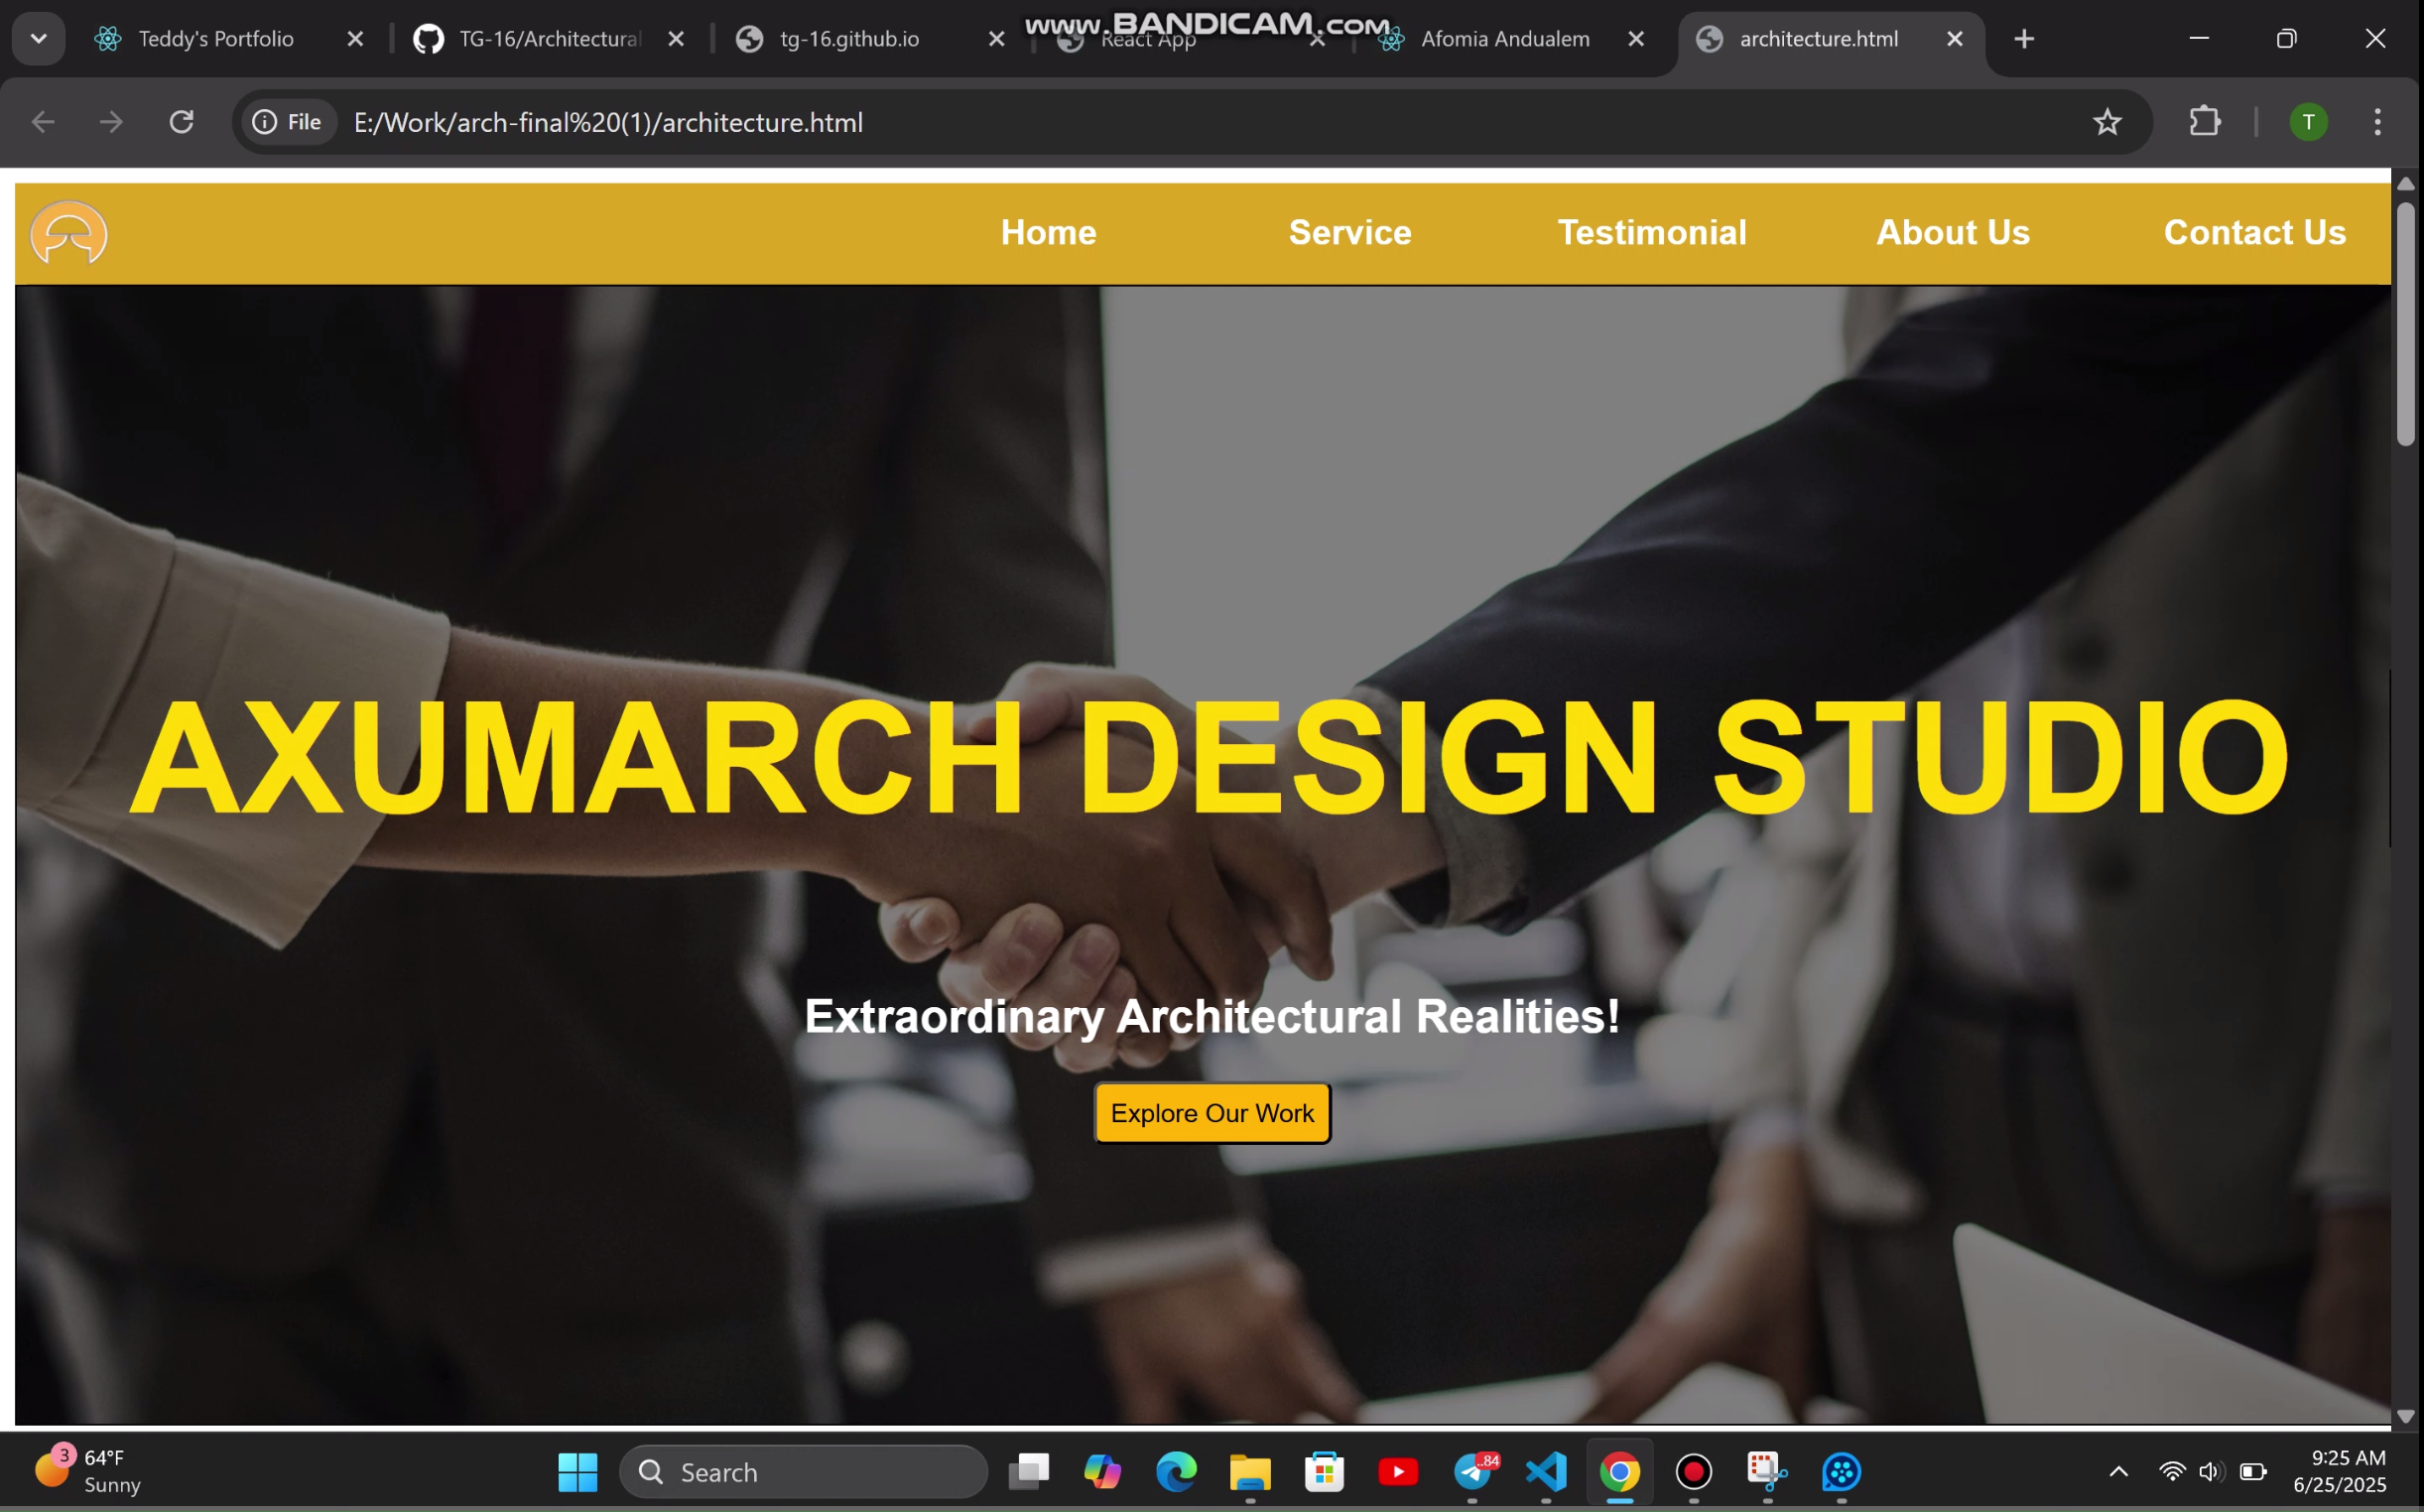 www.BANDICAM.com
Teddy's Portfolio
TG-16/Architectural
tg-16.github.io
React App
Afomia Andualem
architecture.html
File
E:/Work/arch-final%20(1)/architecture.html
T
Home
Service
Testimonial
About Us
Contact Us
AXUMARCH DESIGN STUDIO
Extraordinary Architectural Realities!
Explore Our Work
3
64°F
Sunny
Search
..84
9:25 AM
6/25/2025